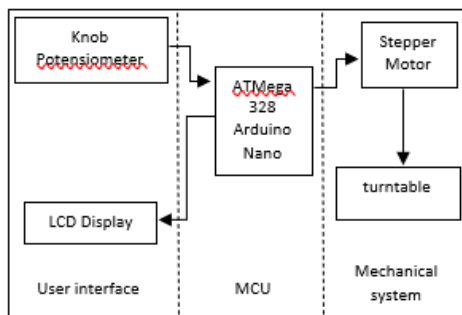 Knob
Potensiometer
ATMega
328
Arduino
Nano
Stepper
Motor
turntable
LCD Display
User interface
MCU
Mechanical
system